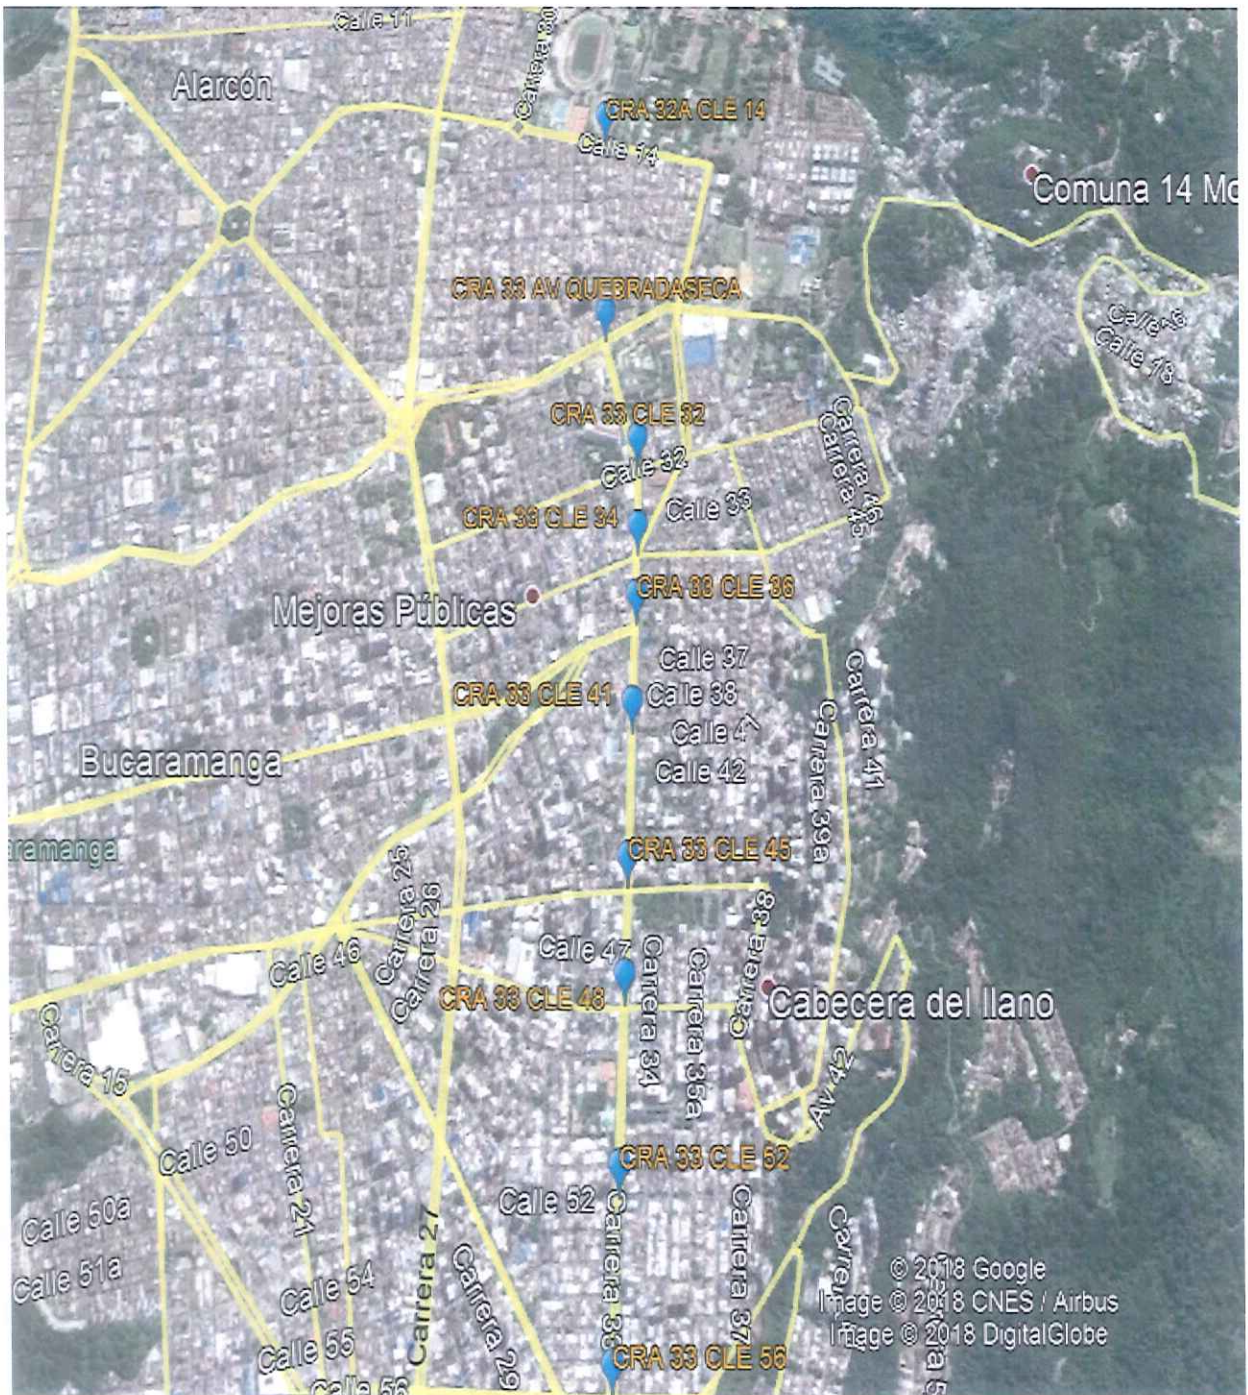 Calle 11
Carrera 30
Alarcón
CRA 32A CLE 14
Calle 14
Comuna 14 Mo
CRA 33 AV QUEBRADASECA
Calle 18
CRA 33 CLE 32
Carrera 46
Carrera 45
Calle 32
CRA 33 CLE 34
Calle 33
CRA 33 CLE 36
Mejoras Públicas
Calle 37
Carrera 41
CRA 33 CLE 41
Calle 38
Carrera 39a
Calle 41
Bucaramanga
Calle 42
aramanga
CRA 33 CLE 45
Carrera 25
Carrera 26
Carrera 38
Calle 46
Calle 47
Carrera 34
Carrera 35a
CRA 33 CLE 48
Cabecera del llano
Carrera 15
Av 42
Carrera 21
Calle 50
CRA 33 CLE 52
Calle 50a
Calle 52
Carrera 33
Carrera 37
Carrera 27
Calle 51a
Calle 54
Carrera 29
© 2018 Google
Image © 2018 CNES / Airbus
Image © 2018 DigitalGlobe
Calle 55
CRA 33 CLE 56
Calle 56